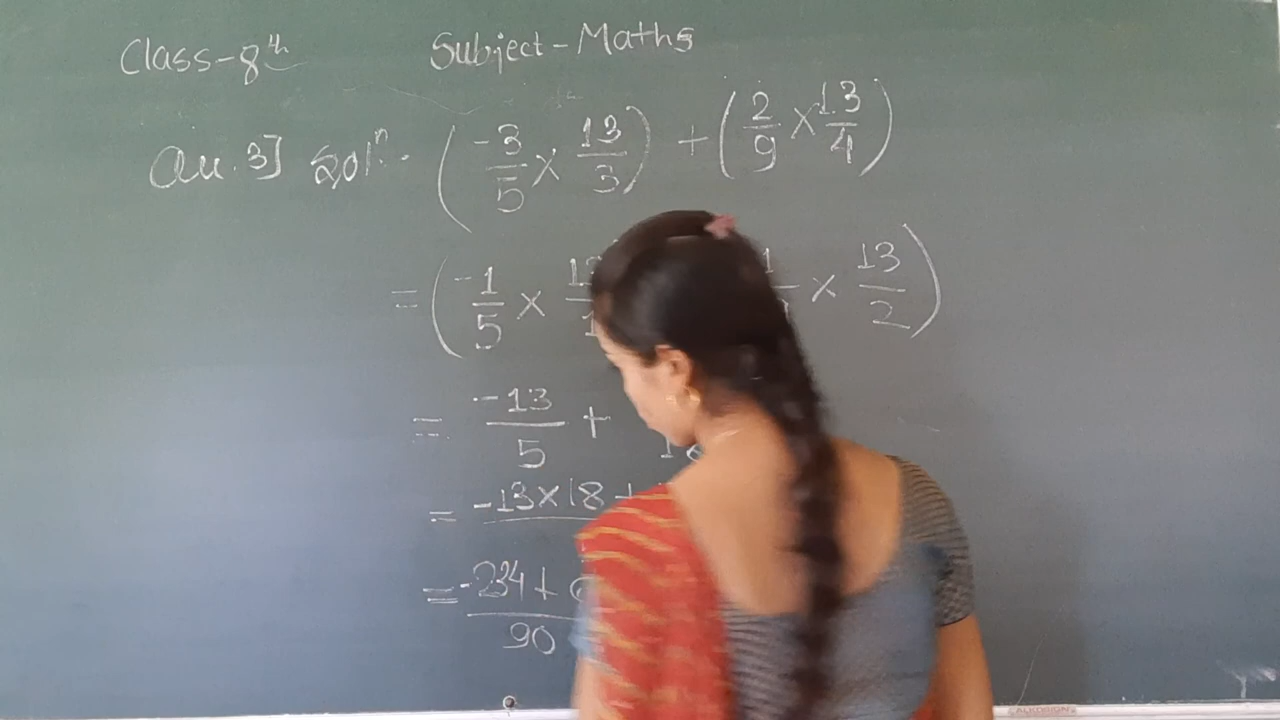 Class-8th Subject-Maths
Qu. 3] Solⁿ:- (-3/5 × 13/3) + (2/9 × 13/4)
= (-1/5 × × 13/2)
= -13/5 +
= -13×18 +
= -234 + / 90
ALKOSIGN